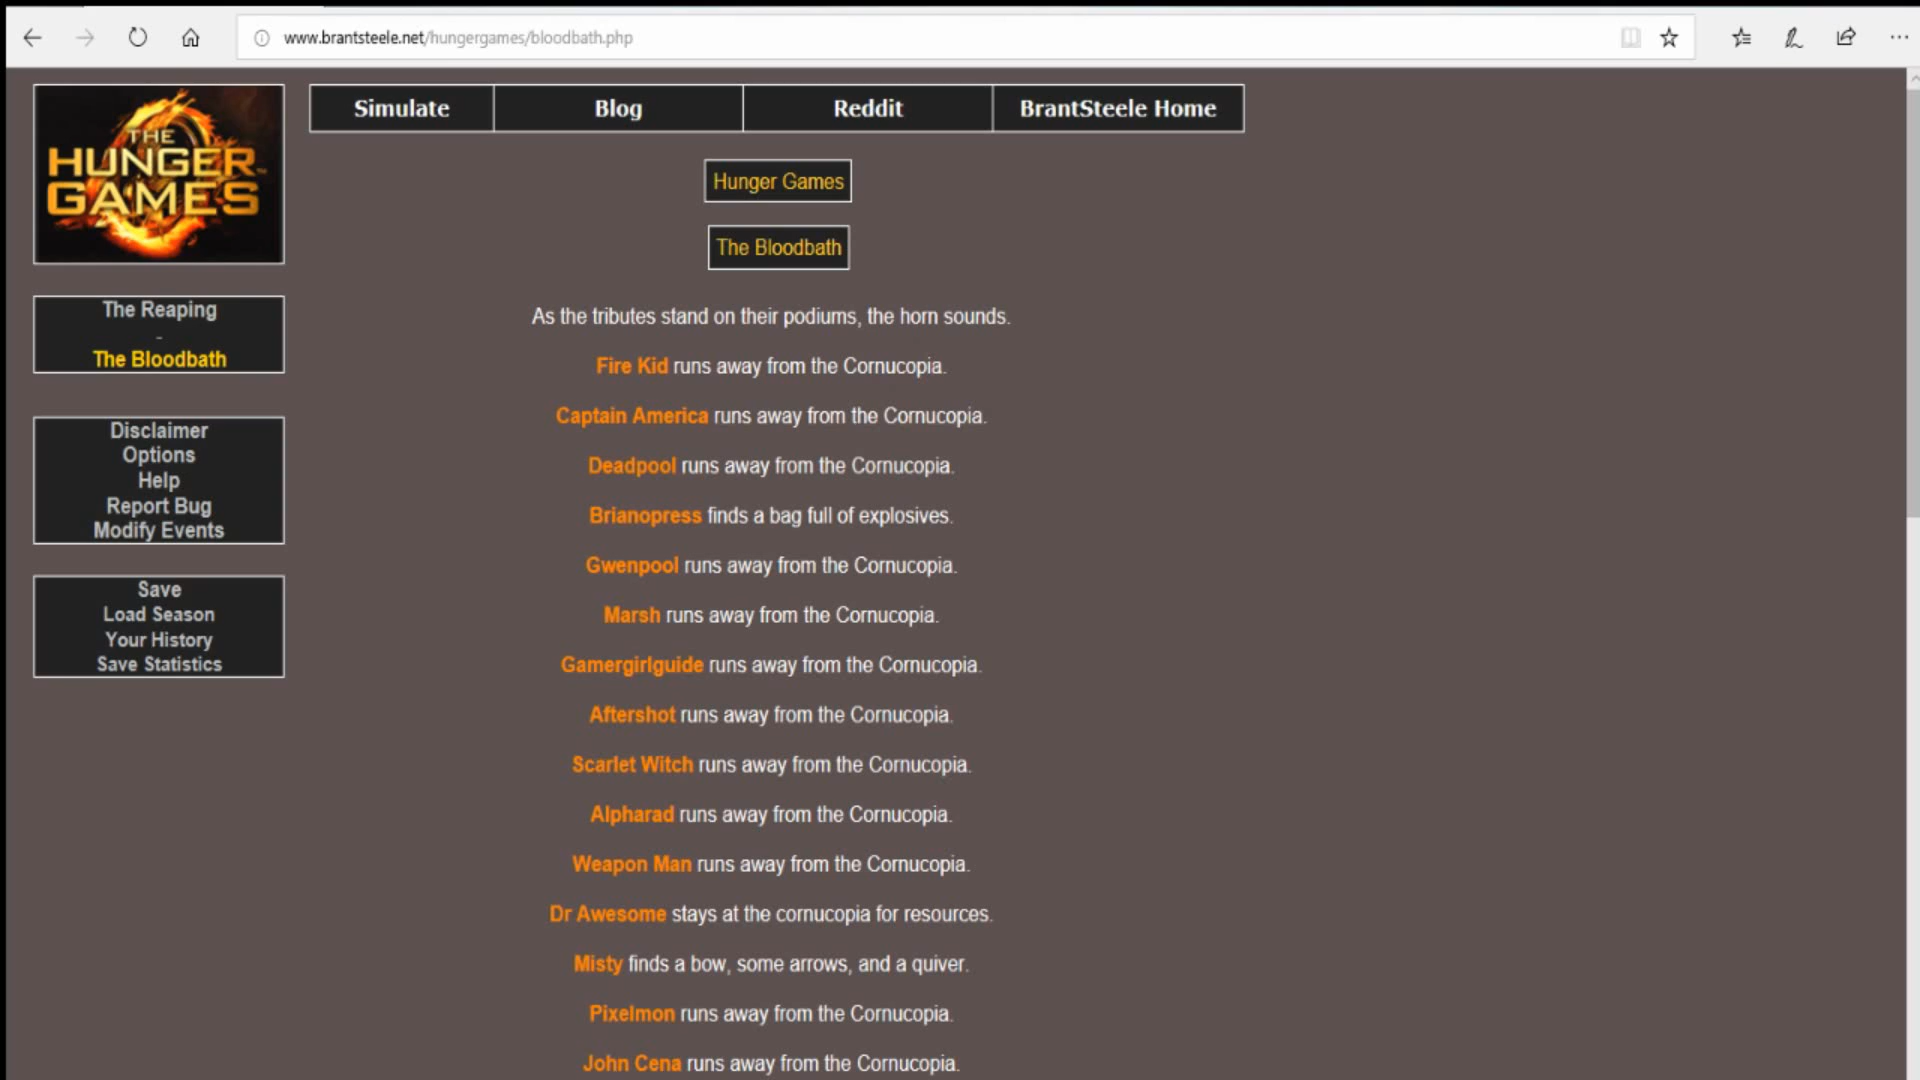 www.brantsteele.net/hungergames/bloodbath.php
THE
HUNGER
GAMES
Simulate
Blog
Reddit
BrantSteele Home
The Reaping
-
The Bloodbath
Disclaimer
Options
Help
Report Bug
Modify Events
Save
Load Season
Your History
Save Statistics
Hunger Games
The Bloodbath
As the tributes stand on their podiums, the horn sounds.
Fire Kid runs away from the Cornucopia.
Captain America runs away from the Cornucopia.
Deadpool runs away from the Cornucopia.
Brianopress finds a bag full of explosives.
Gwenpool runs away from the Cornucopia.
Marsh runs away from the Cornucopia.
Gamergirlguide runs away from the Cornucopia.
Aftershot runs away from the Cornucopia.
Scarlet Witch runs away from the Cornucopia.
Alpharad runs away from the Cornucopia.
Weapon Man runs away from the Cornucopia.
Dr Awesome stays at the cornucopia for resources.
Misty finds a bow, some arrows, and a quiver.
Pixelmon runs away from the Cornucopia.
John Cena runs away from the Cornucopia.